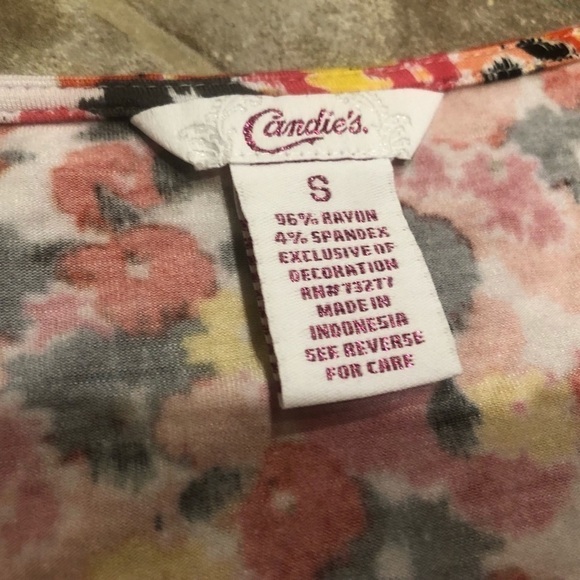 Candie's.
S
96% RAYON
4% SPANDEX
EXCLUSIVE OF
DECORATION
RN# 73277
MADE IN
INDONESIA
SEE REVERSE
FOR CARE